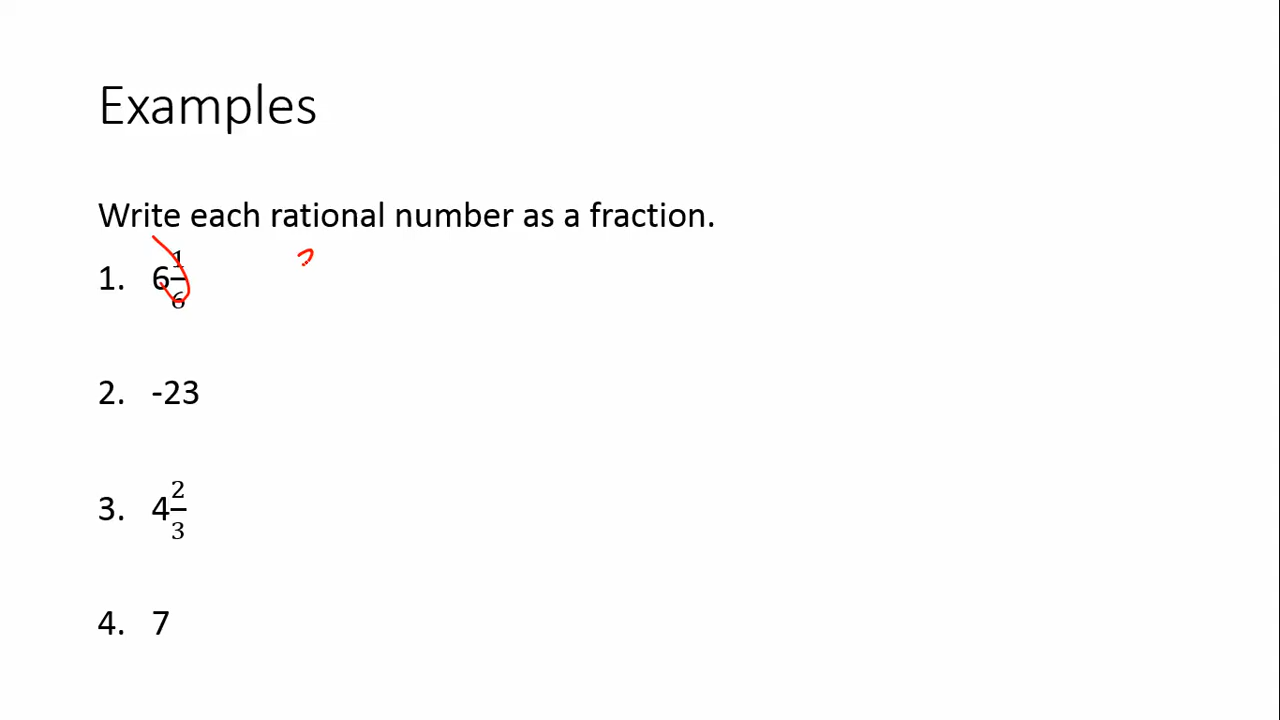 Examples
Write each rational number as a fraction.
1. 6 1/6
2. -23
3. 4 2/3
4. 7